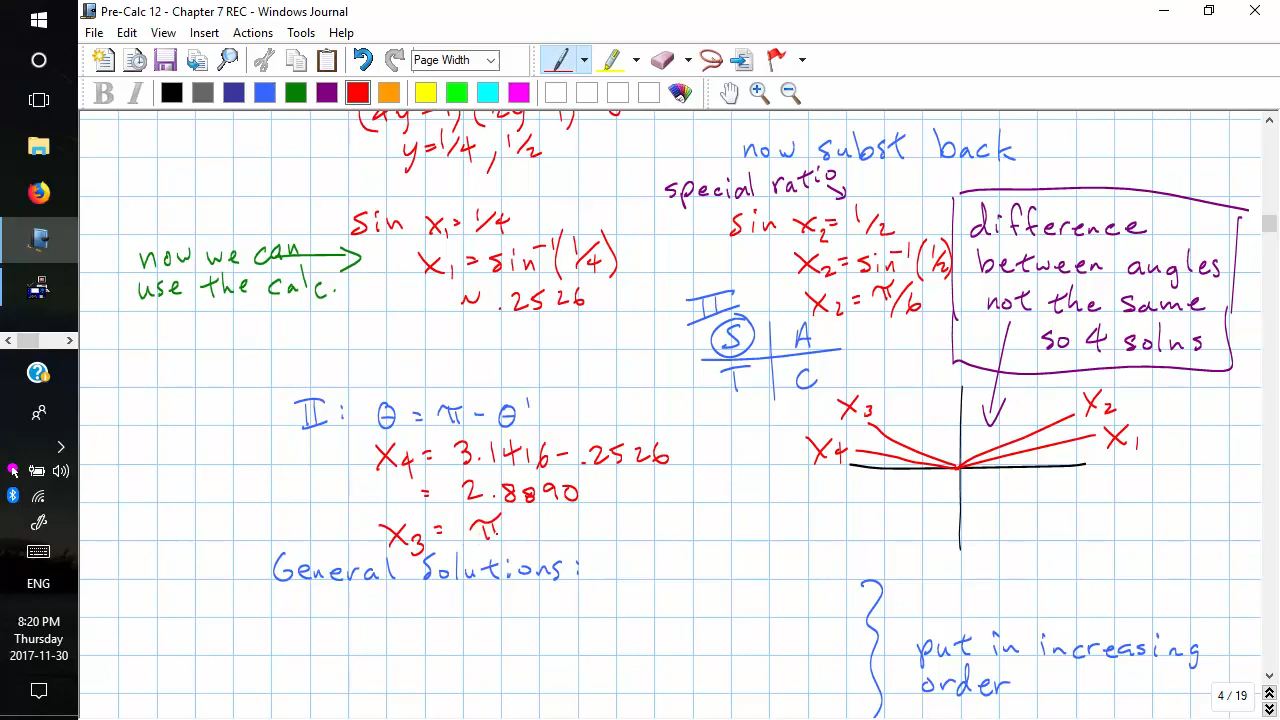 Pre-Calc 12 - Chapter 7 REC - Windows Journal
File Edit View Insert Actions Tools Help
Page Width
B I
y=1/4, 1/2
now subst back
special ratio
sin x₁=1/4
sin x₂=1/2
difference
between angles
not the same
so 4 solns
now we can
use the calc.
x₁=sin⁻¹(1/4)
~ .2526
x₂=sin⁻¹(1/2)
x₂=π/6
II
S A
T C
II: θ = π - θ'
x₄= 3.1416-.2526
= 2.8890
x₃= π
x₃
x₂
x₄
x₁
General Solutions:
put in increasing
order
ENG
8:20 PM
Thursday
2017-11-30
4 / 19